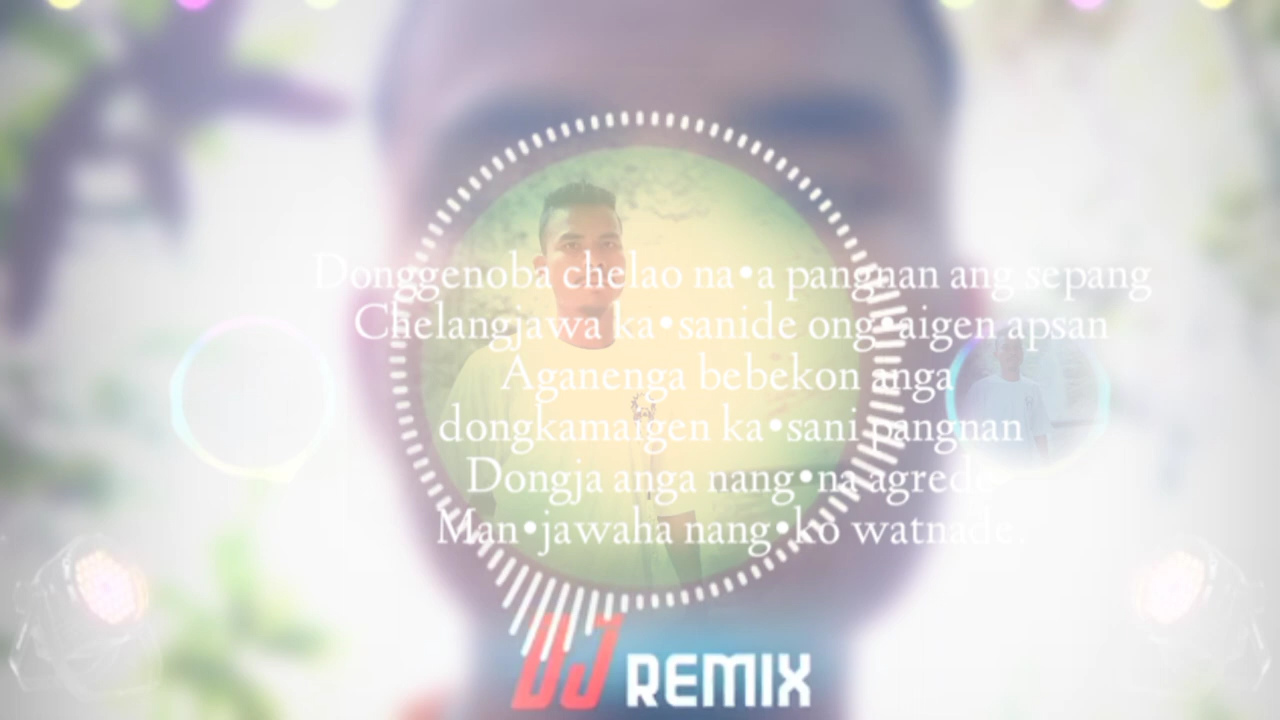 Donggenoba chelao na•a pangnan ang sepang
Chelangjawa ka•sanide ong•aigen apsan
Aganenga bebekon anga
dongkamaigen ka•sani pangnan
Dongja anga nang•na agrede
Man•jawaha nang•ko watnade.
DJ REMIX